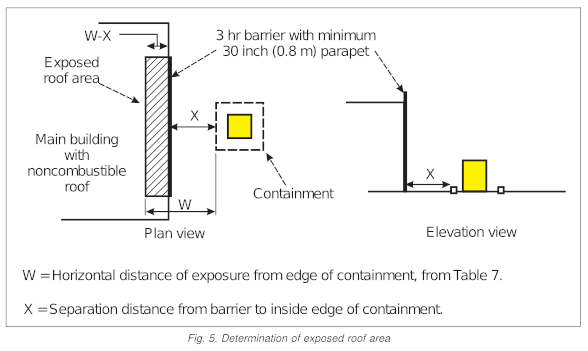 W-X
3 hr barrier with minimum
30 inch (0.8 m) parapet
Exposed
roof area
X
Main building
with
noncombustible
roof
Containment
W
Plan view
X
Elevation view
W = Horizontal distance of exposure from edge of containment, from Table 7.
X = Separation distance from barrier to inside edge of containment.
Fig. 5. Determination of exposed roof area